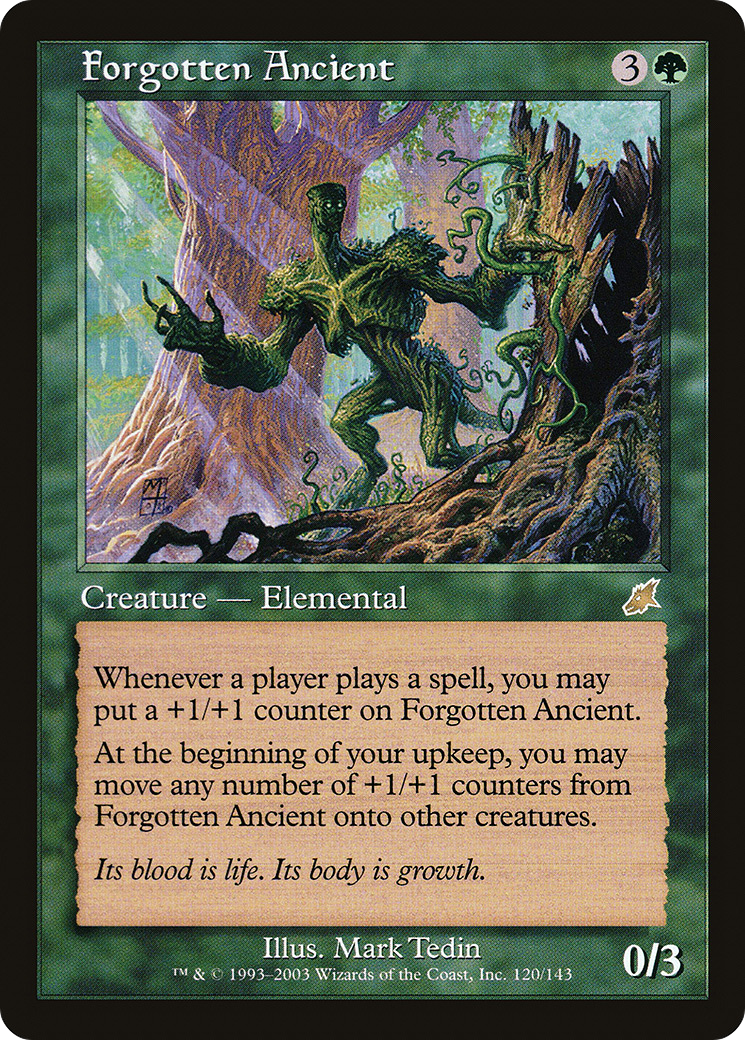 Forgotten Ancient 3
Creature — Elemental
Whenever a player plays a spell, you may
put a +1/+1 counter on Forgotten Ancient.
At the beginning of your upkeep, you may
move any number of +1/+1 counters from
Forgotten Ancient onto other creatures.
Its blood is life. Its body is growth.
Illus. Mark Tedin
™ & © 1993–2003 Wizards of the Coast, Inc. 120/143
0/3